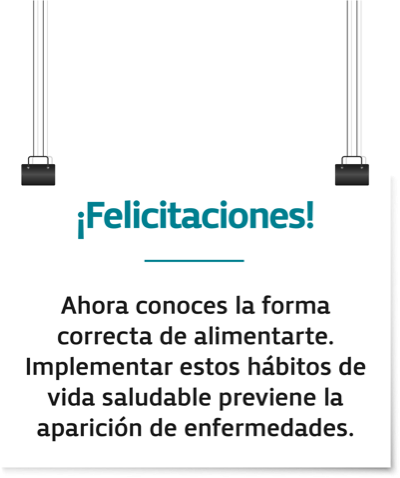 ¡Felicitaciones!
Ahora conoces la forma
correcta de alimentarte.
Implementar estos hábitos de
vida saludable previene la
aparición de enfermedades.